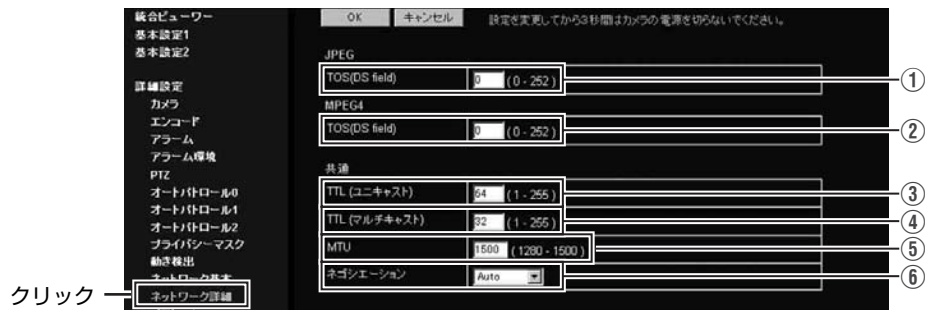 統合ビューワー
基本設定1
基本設定2
詳細設定
カメラ
エンコード
アラーム
アラーム環境
PTZ
オートパトロール0
オートパトロール1
オートパトロール2
プライバシーマスク
動き検出
ネットワーク基本
ネットワーク詳細
クリック
OK キャンセル 設定を変更してから3秒間はカメラの電源を切らないでください。
JPEG
TOS(DS field) 0 (0 - 252) ①
MPEG4
TOS(DS field) 0 (0 - 252) ②
共通
TTL (ユニキャスト) 64 (1 - 255) ③
TTL (マルチキャスト) 32 (1 - 255) ④
MTU 1500 (1280 - 1500) ⑤
ネゴシエーション Auto ⑥